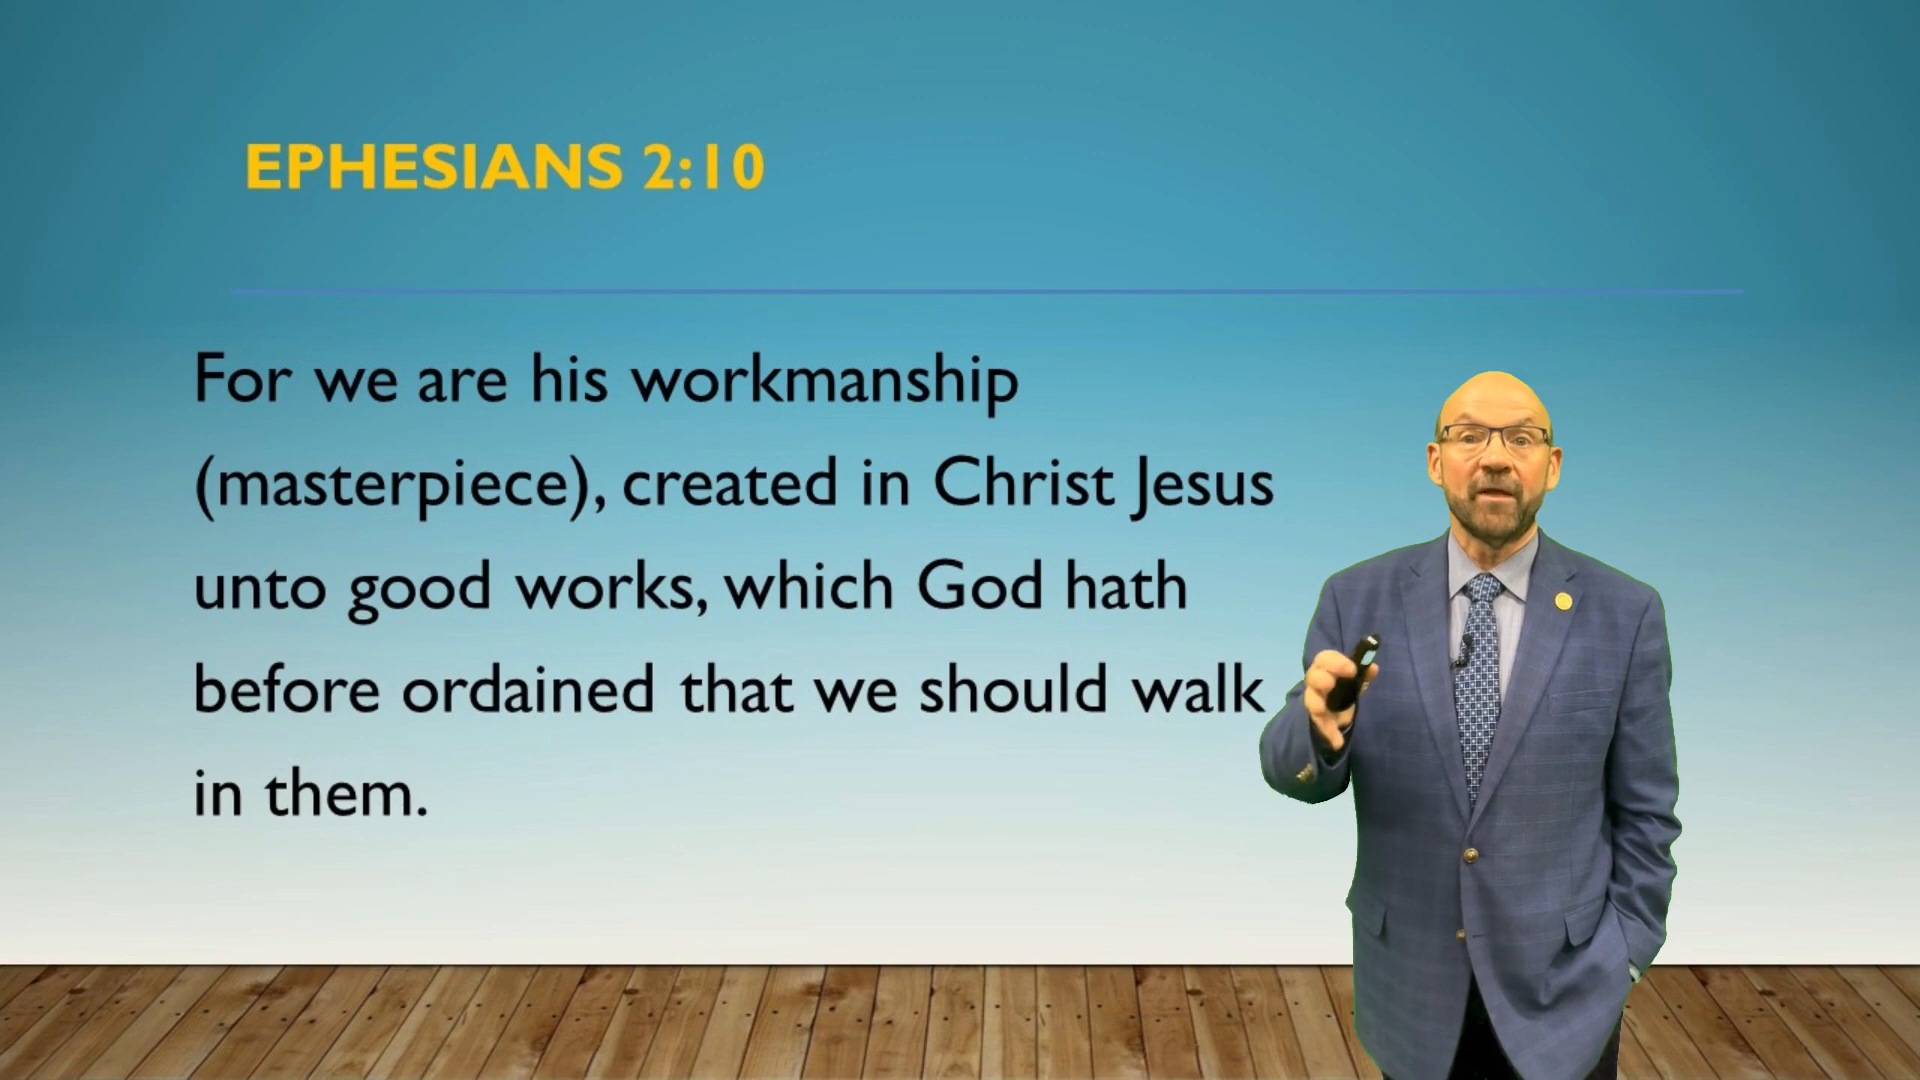 EPHESIANS 2:10
For we are his workmanship
(masterpiece), created in Christ Jesus
unto good works, which God hath
before ordained that we should walk
in them.